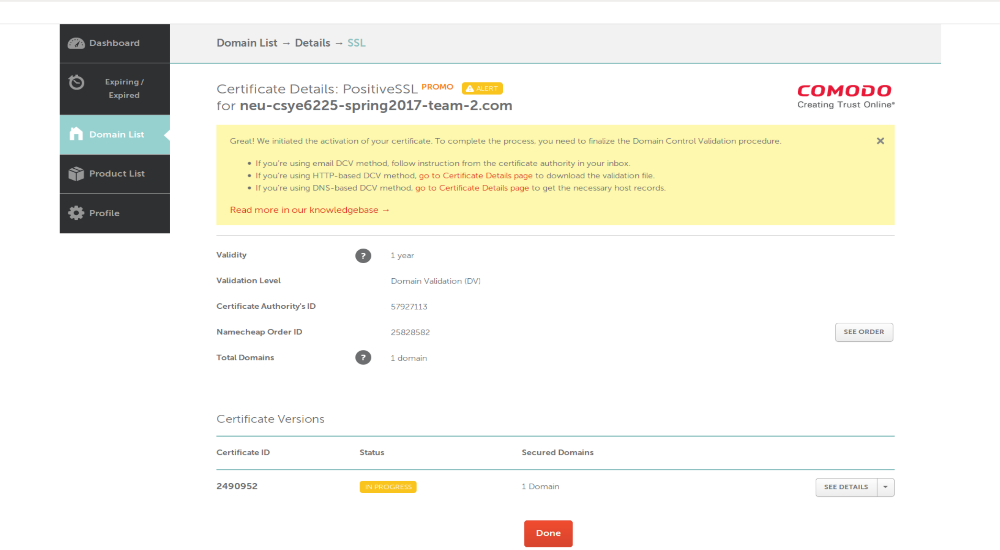 Dashboard
Expiring /
Expired
Domain List
Product List
Profile
Domain List → Details → SSL
Certificate Details: PositiveSSL PROMO ALERT
for neu-csye6225-spring2017-team-2.com
COMODO
Creating Trust Online®
Great! We initiated the activation of your certificate. To complete the process, you need to finalize the Domain Control Validation procedure.
• If you're using email DCV method, follow instruction from the certificate authority in your inbox.
• If you're using HTTP-based DCV method, go to Certificate Details page to download the validation file.
• If you're using DNS-based DCV method, go to Certificate Details page to get the necessary host records.
Read more in our knowledgebase →
Validity ? 1 year
Validation Level Domain Validation (DV)
Certificate Authority's ID 57927113
Namecheap Order ID 25828582 SEE ORDER
Total Domains ? 1 domain
Certificate Versions
Certificate ID Status Secured Domains
2490952 IN PROGRESS 1 Domain SEE DETAILS
Done